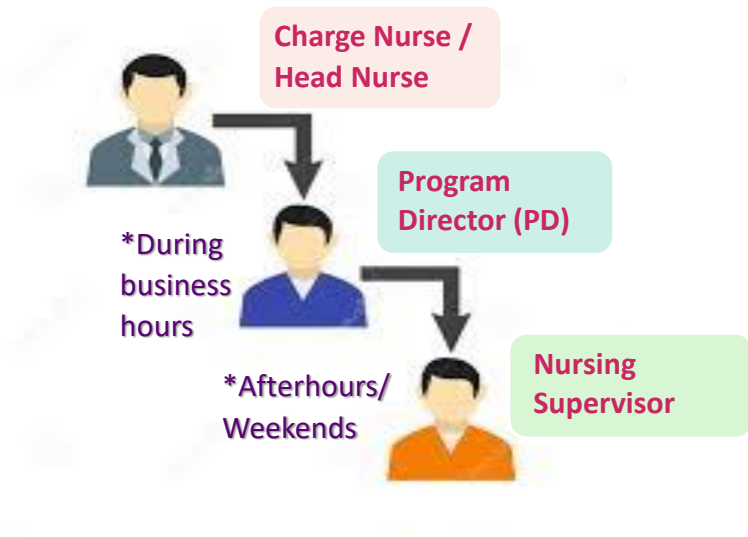 Charge Nurse /
Head Nurse
Program
Director (PD)
*During
business
hours
Nursing
Supervisor
*Afterhours/
Weekends